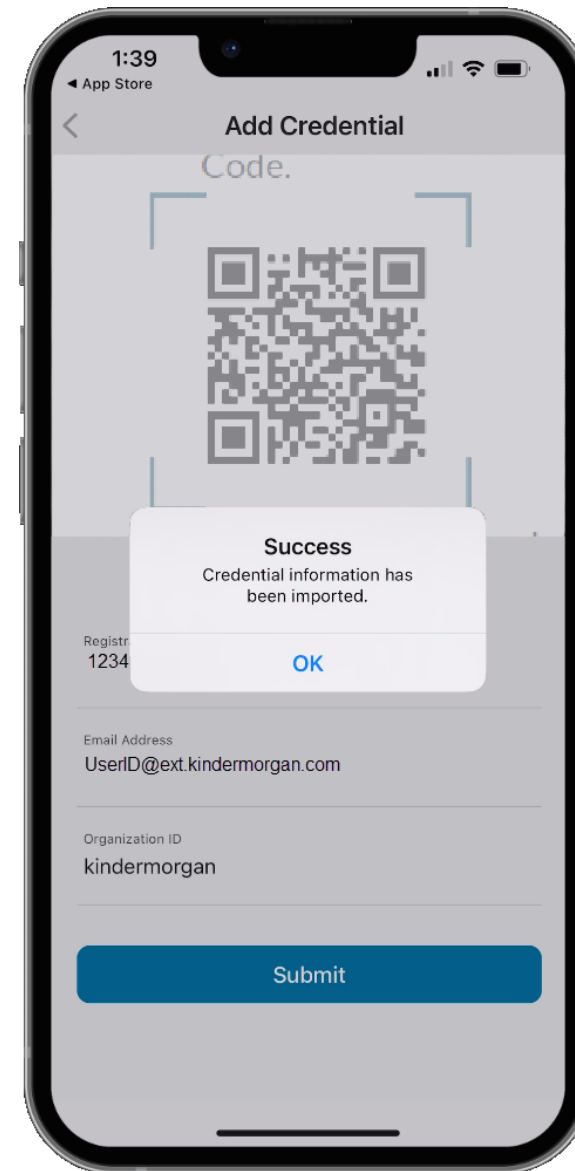 1:39
◄ App Store
Add Credential
Code.
Success
Credential information has
been imported.
OK
1234
Email Address
UserID@ext.kindermorgan.com
Organization ID
kindermorgan
Submit